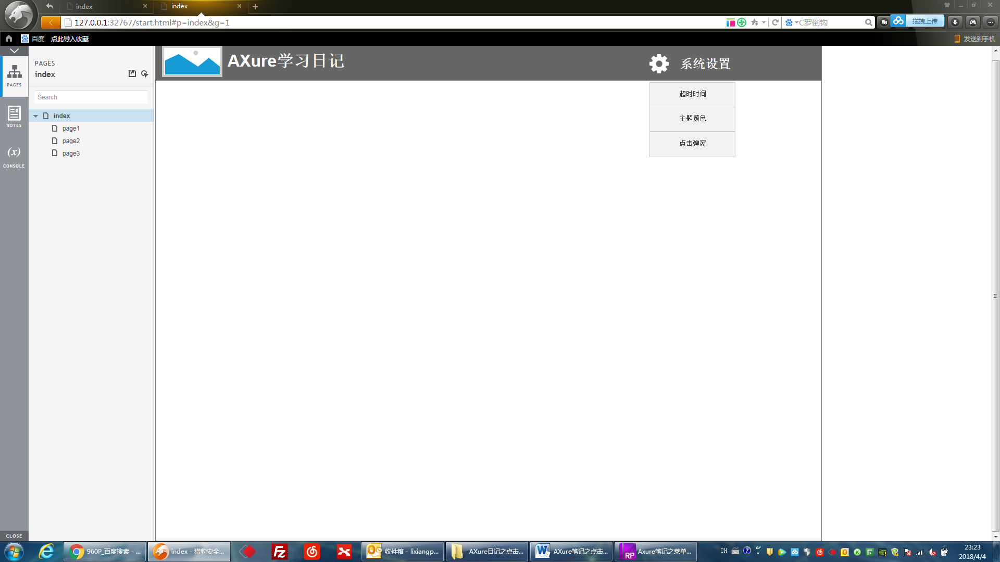 index
index
127.0.0.1:32767/start.html#p=index&g=1
C罗倒钩
拖拽上传
百度
点此导入收藏
发送到手机
PAGES
NOTES
(x)
CONSOLE
CLOSE
PAGES
index
Search
index
page1
page2
page3
AXure学习日记
系统设置
超时时间
主题颜色
点击弹窗
960P_百度搜索 - ...
index - 猎豹安全...
Fz
收件箱 - lixiangp...
AXure日记之点击...
AXure笔记之点击...
RP
Axure笔记之菜单...
CH
23:23
2018/4/4